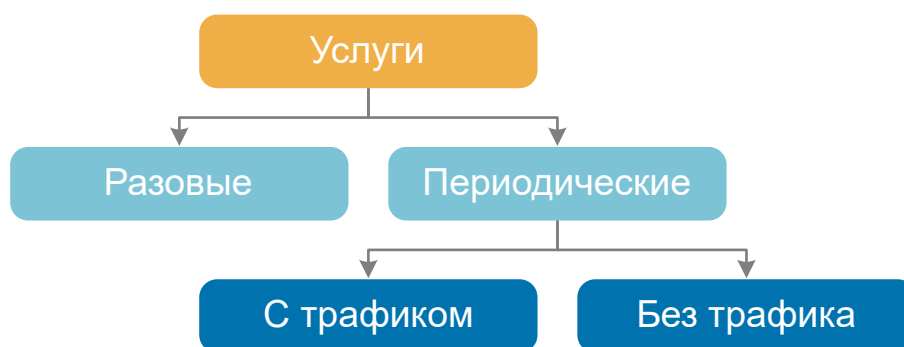 Услуги
Разовые
Периодические
С трафиком
Без трафика